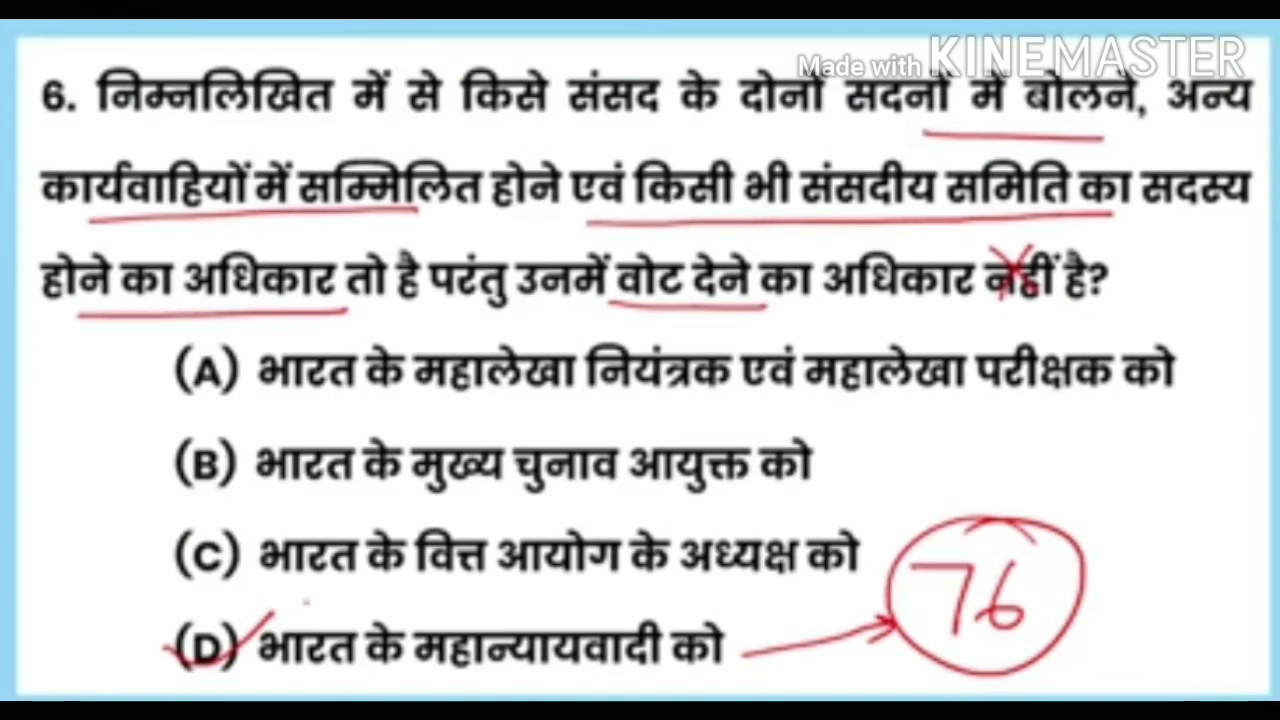 Made with KINEMASTER
6. निम्नलिखित में से किसे संसद के दोनों सदनों में बोलने, अन्य
कार्यवाहियों में सम्मिलित होने एवं किसी भी संसदीय समिति का सदस्य
होने का अधिकार तो है परंतु उनमें वोट देने का अधिकार नहीं है?
(A) भारत के महालेखा नियंत्रक एवं महालेखा परीक्षक को
(B) भारत के मुख्य चुनाव आयुक्त को
(C) भारत के वित्त आयोग के अध्यक्ष को
(D) भारत के महान्यायवादी को
76